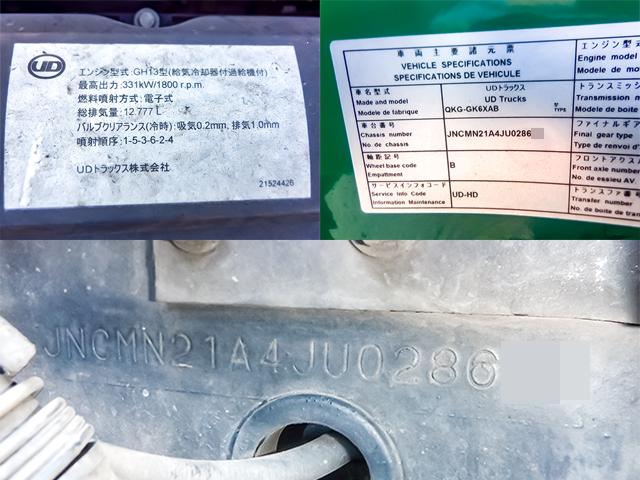 UD
エンジン型式:GH13型(給気冷却器付過給機付)
最高出力:331kW/1800r.p.m.
燃料噴射方式:電子式
総排気量:12.777L
バルブクリアランス(冷時):吸気0.2mm,排気1.0mm
噴射順序:1-5-3-6-2-4
UDトラックス株式会社
21524426
車両主要諸元票
VEHICLE SPECIFICATIONS
SPECIFICATIONS DE VEHICULE
車名型式
Made and model
Modele de fabrique
UDトラックス
UD Trucks
QKG-GK6XAB
型
TYPE
車台番号
Chassis number
No. de chassis
JNCMN21A4JU0286
軸距記号
Wheel base code
Empattement
B
サービスインフォコード
Service Info Code
Information Maintenance
UD-HD
エンジン型式
Engine model
Modele de mo
トランスミッ
Transmission m
Modele de boite
ファイナルギア
Final gear type
Type de renvoi d'
フロントアクス
Front axle number
No. de essieu AV
トランスファ番
Transfer number
No. de boite de tran
JNCMN21A4JU0286